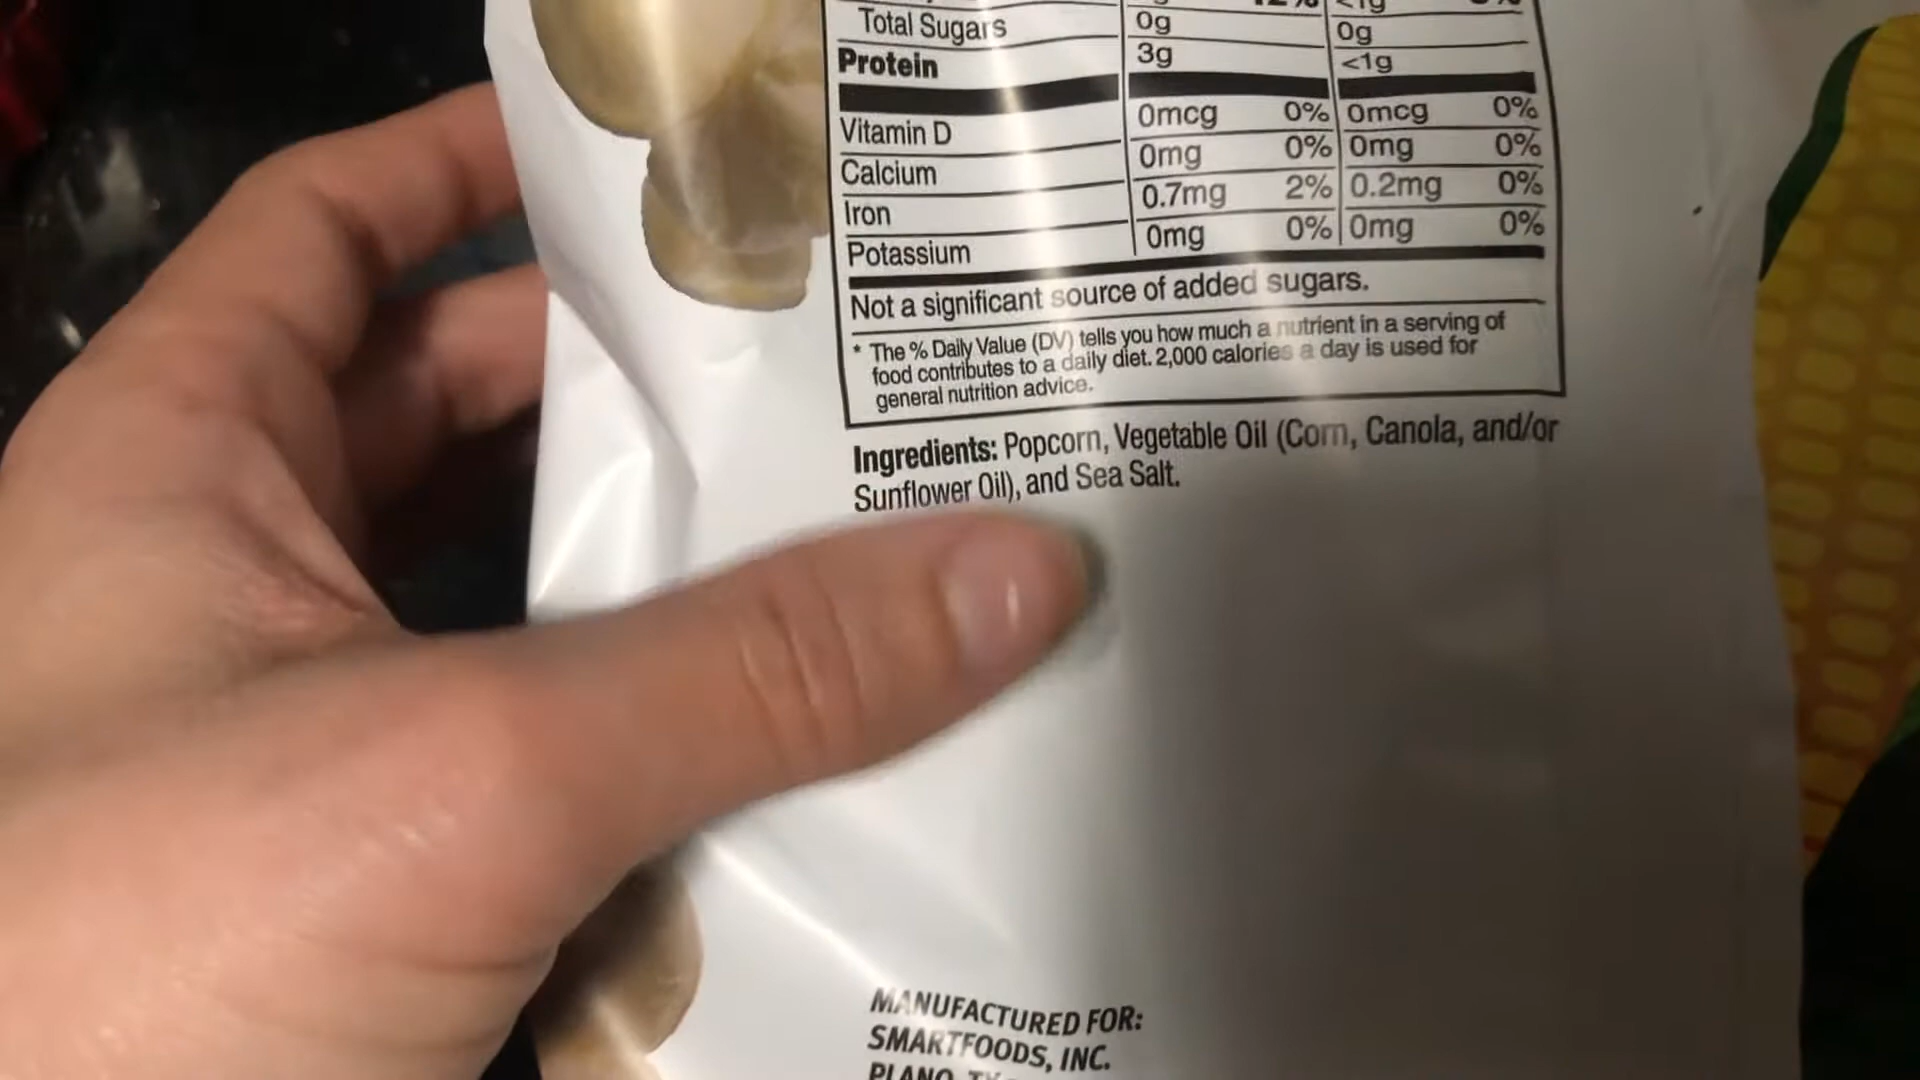 Total Sugars 0g 0g
Protein 3g <1g
Vitamin D 0mcg 0% 0mcg 0%
Calcium 0mg 0% 0mg 0%
Iron 0.7mg 2% 0.2mg 0%
Potassium 0mg 0% 0mg 0%
Not a significant source of added sugars.
* The % Daily Value (DV) tells you how much a nutrient in a serving of
food contributes to a daily diet. 2,000 calories a day is used for
general nutrition advice.
Ingredients: Popcorn, Vegetable Oil (Corn, Canola, and/or
Sunflower Oil), and Sea Salt.
MANUFACTURED FOR:
SMARTFOODS, INC.
PLANO,